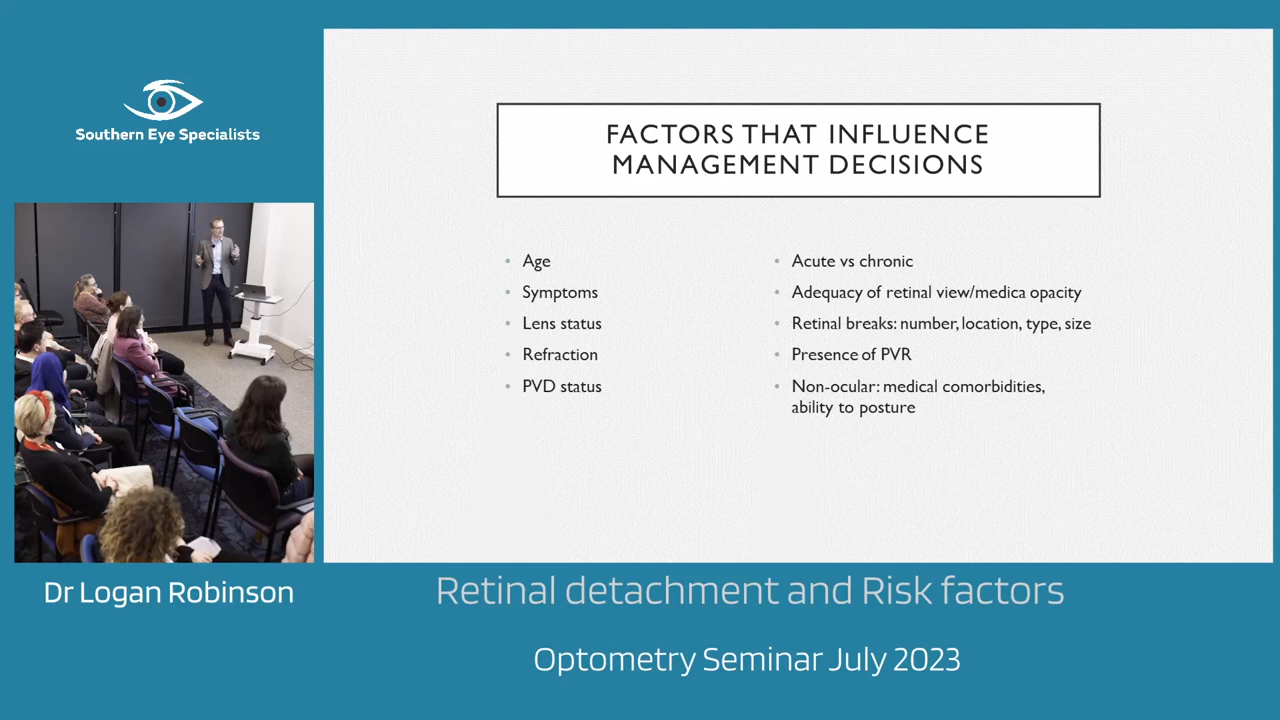 Southern Eye Specialists
FACTORS THAT INFLUENCE
MANAGEMENT DECISIONS
• Age
• Symptoms
• Lens status
• Refraction
• PVD status
• Acute vs chronic
• Adequacy of retinal view/medica opacity
• Retinal breaks: number, location, type, size
• Presence of PVR
• Non-ocular: medical comorbidities,
ability to posture
Dr Logan Robinson
Retinal detachment and Risk factors
Optometry Seminar July 2023